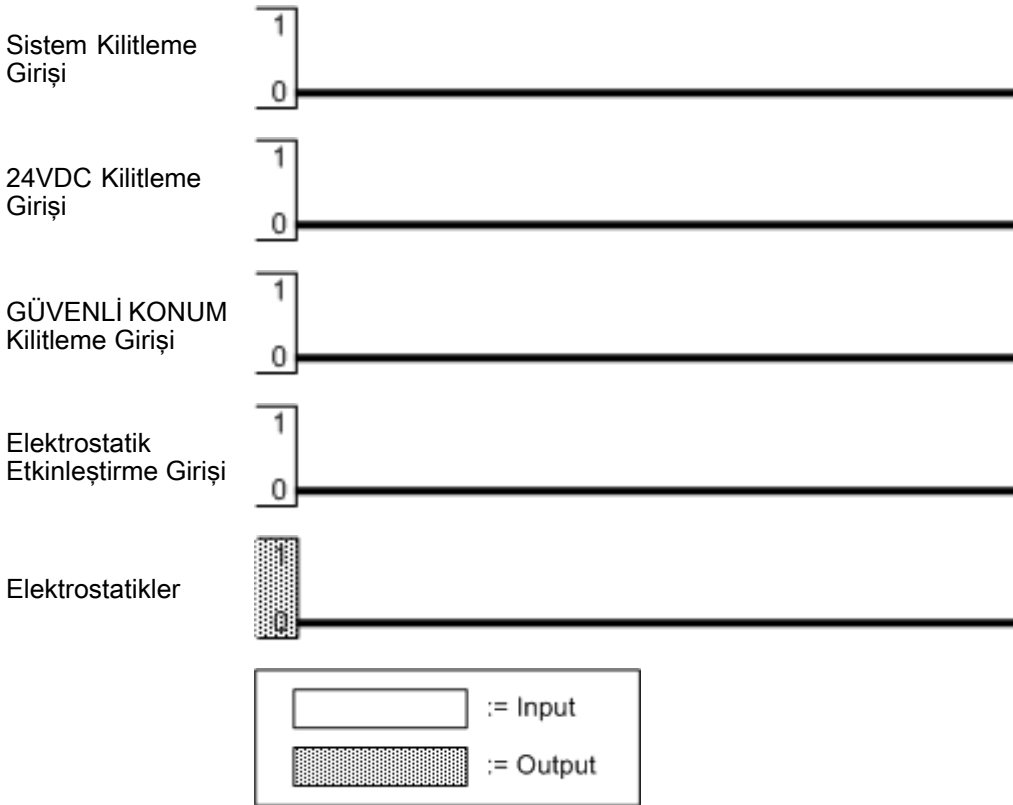 Sistem Kilitleme
Girişi
1
0
24VDC Kilitleme
Girişi
1
0
GÜVENLİ KONUM
Kilitleme Girişi
1
0
Elektrostatik
Etkinleştirme Girişi
1
0
Elektrostatikler
1
0
:= Input
:= Output